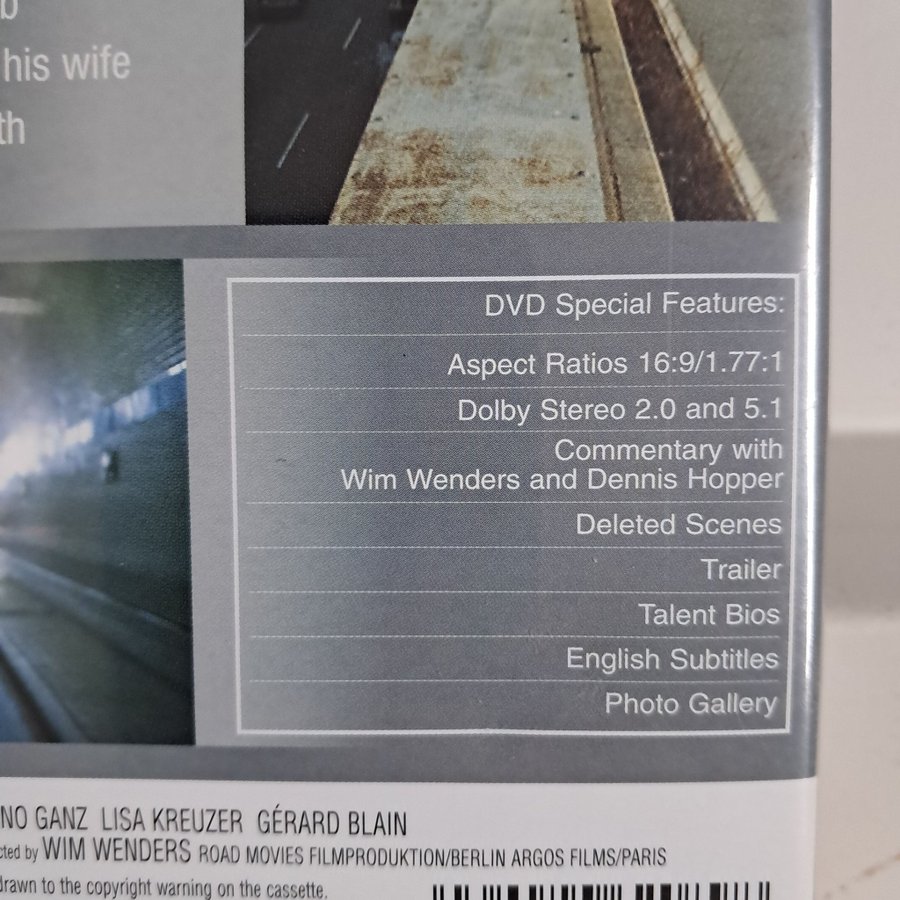 his wife
th
DVD Special Features:
Aspect Ratios 16:9/1.77:1
Dolby Stereo 2.0 and 5.1
Commentary with
Wim Wenders and Dennis Hopper
Deleted Scenes
Trailer
Talent Bios
English Subtitles
Photo Gallery
NO GANZ LISA KREUZER GÉRARD BLAIN
cted by WIM WENDERS ROAD MOVIES FILMPRODUKTION/BERLIN ARGOS FILMS/PARIS
drawn to the copyright warning on the cassette.